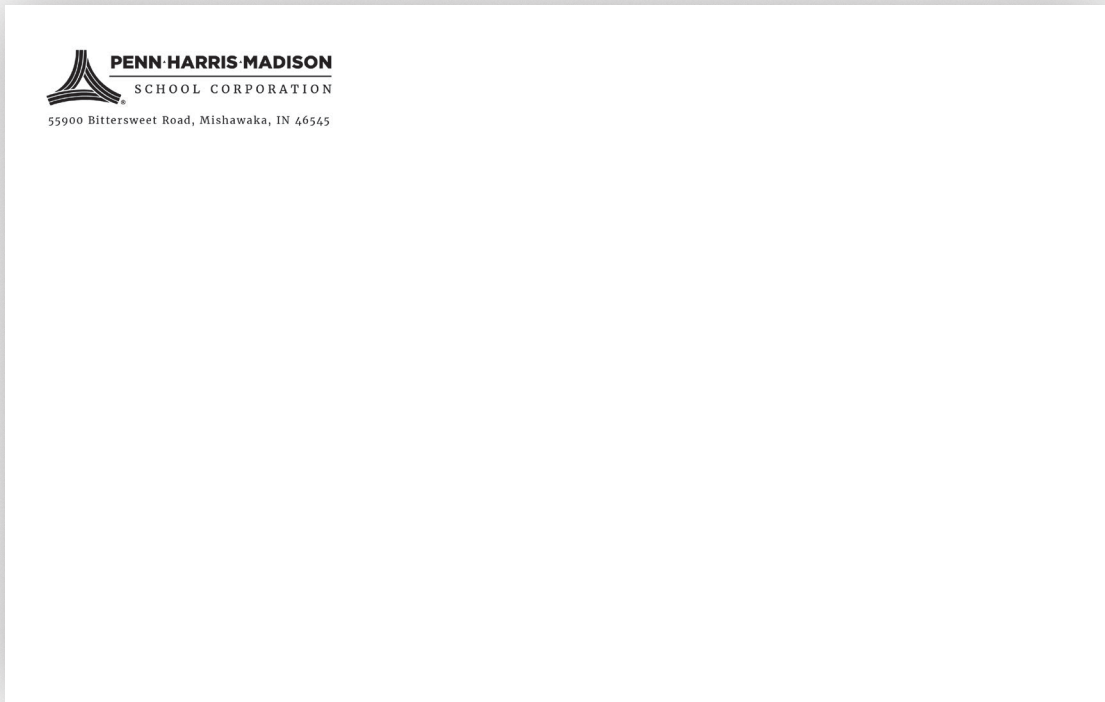 PENN·HARRIS·MADISON
SCHOOL CORPORATION
®
55900 Bittersweet Road, Mishawaka, IN 46545